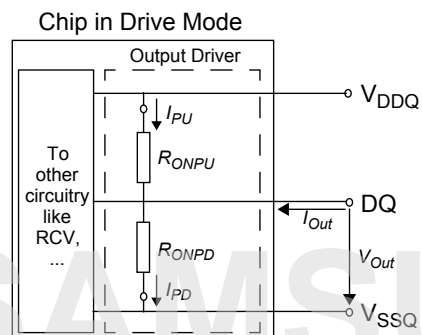 Chip in Drive Mode
Output Driver
To
other
circuitry
like
RCV,
...
I_PU
R_ONPU
R_ONPD
I_PD
V_DDQ
DQ
I_Out
V_Out
V_SSQ
SAMSU